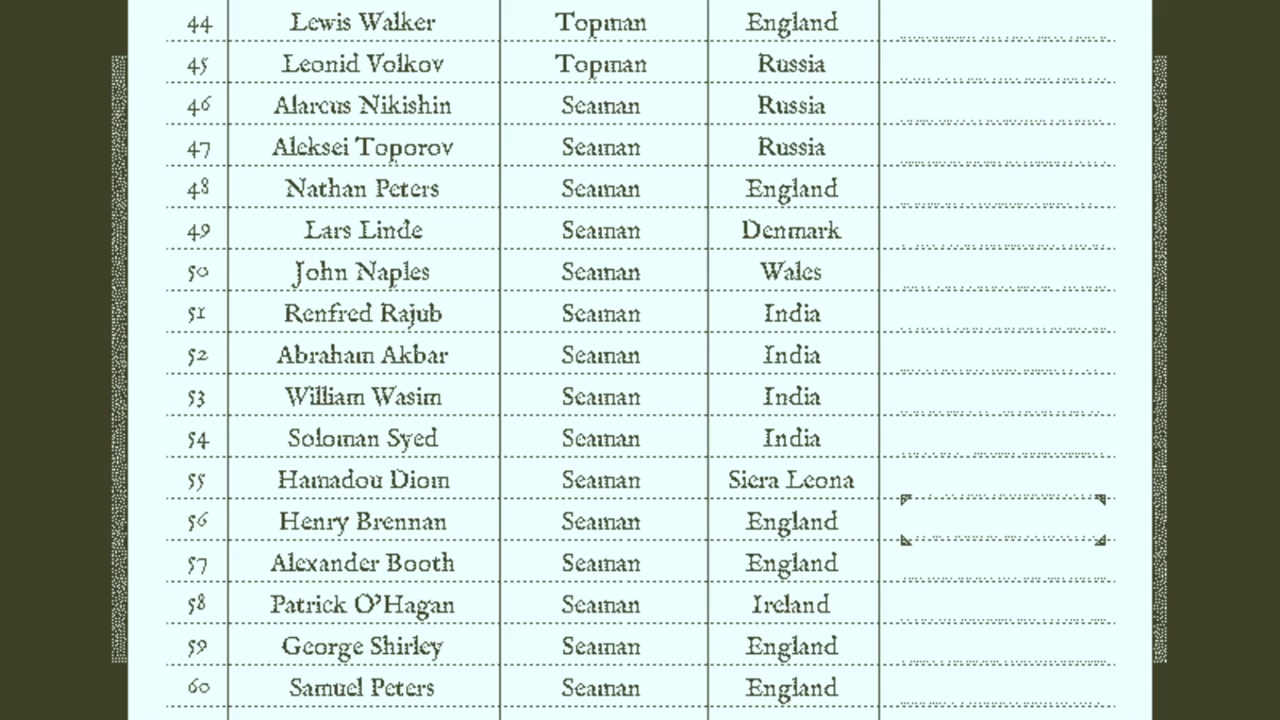 44 Lewis Walker Topman England
45 Leonid Volkov Topman Russia
46 Alarcus Nikishin Seaman Russia
47 Aleksei Toporov Seaman Russia
48 Nathan Peters Seaman England
49 Lars Linde Seaman Denmark
50 John Naples Seaman Wales
51 Renfred Rajub Seaman India
52 Abraham Akbar Seaman India
53 William Wasim Seaman India
54 Soloman Syed Seaman India
55 Hamadou Diom Seaman Siera Leona
56 Henry Brennan Seaman England
57 Alexander Booth Seaman England
58 Patrick O'Hagan Seaman Ireland
59 George Shirley Seaman England
60 Samuel Peters Seaman England